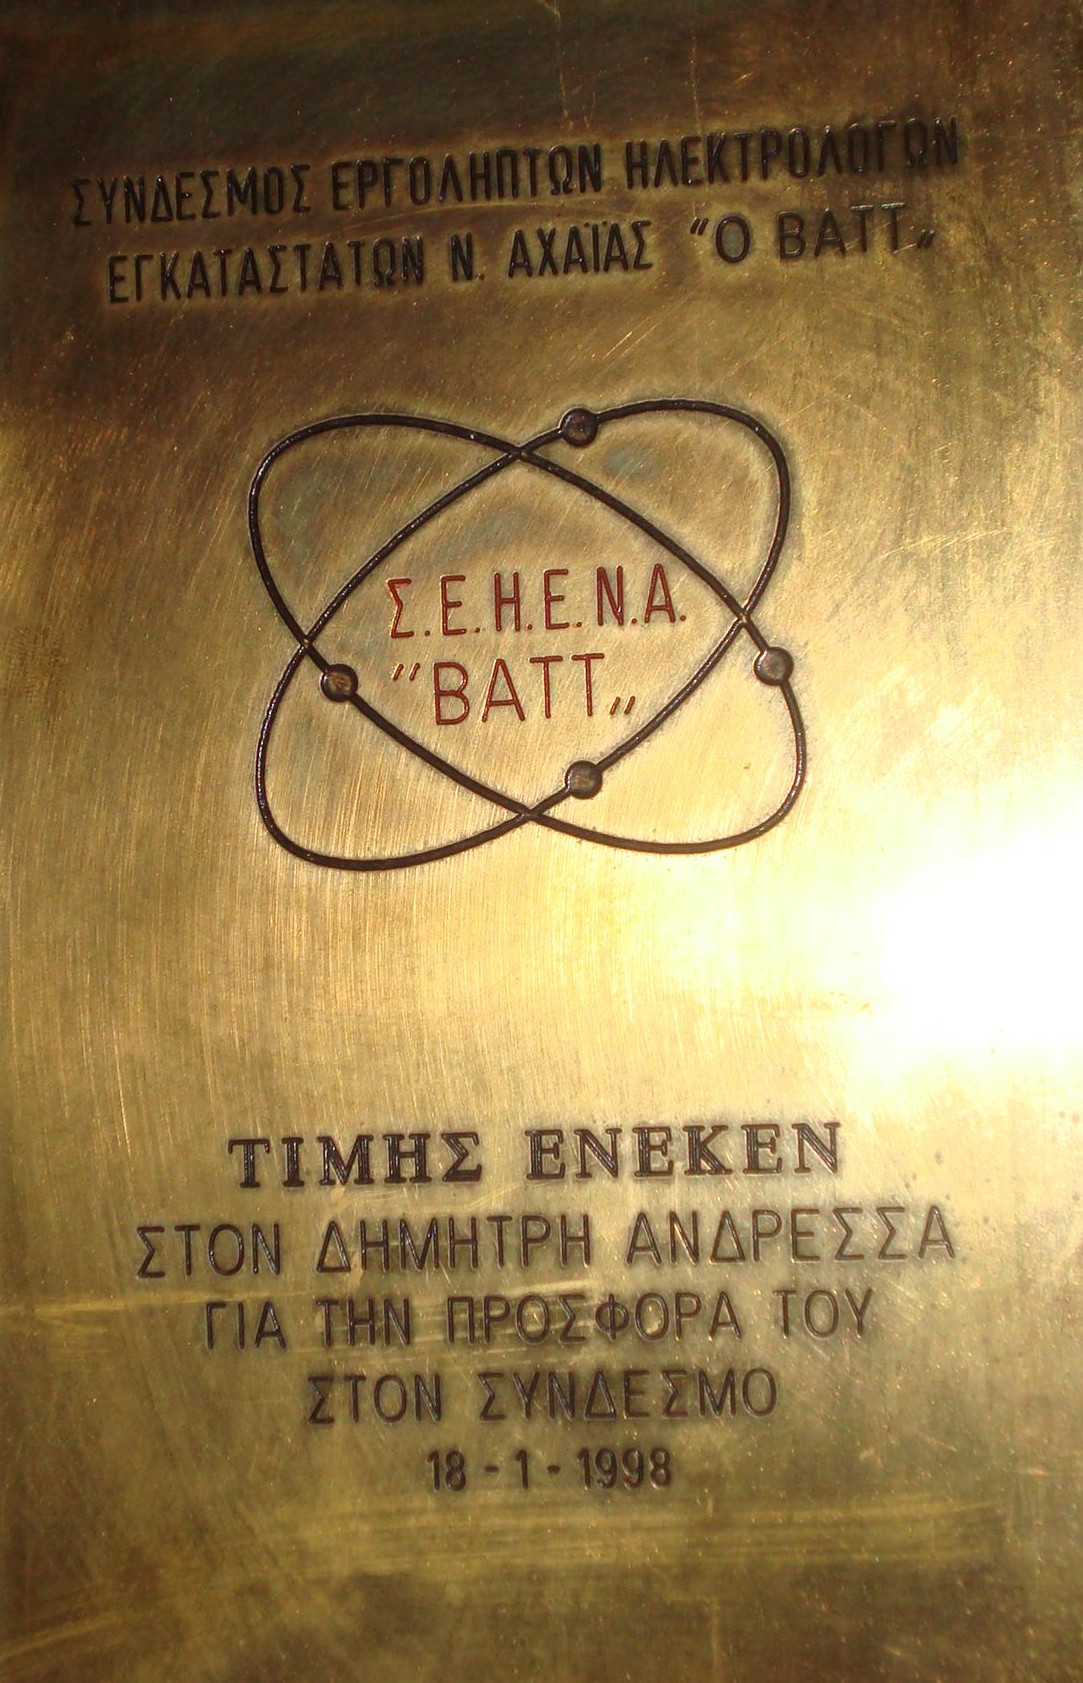 ΣΥΝΔΕΣΜΟΣ ΕΡΓΟΛΗΠΤΩΝ ΗΛΕΚΤΡΟΛΟΓΩΝ
ΕΓΚΑΤΑΣΤΑΤΩΝ Ν. ΑΧΑΪΑΣ "Ο ΒΑΤΤ„
Σ.Ε.Η.Ε.Ν.Α.
"ΒΑΤΤ„
ΤΙΜΗΣ ΕΝΕΚΕΝ
ΣΤΟΝ ΔΗΜΗΤΡΗ ΑΝΔΡΕΣΣΑ
ΓΙΑ ΤΗΝ ΠΡΟΣΦΟΡΑ ΤΟΥ
ΣΤΟΝ ΣΥΝΔΕΣΜΟ
18 - 1 - 1998